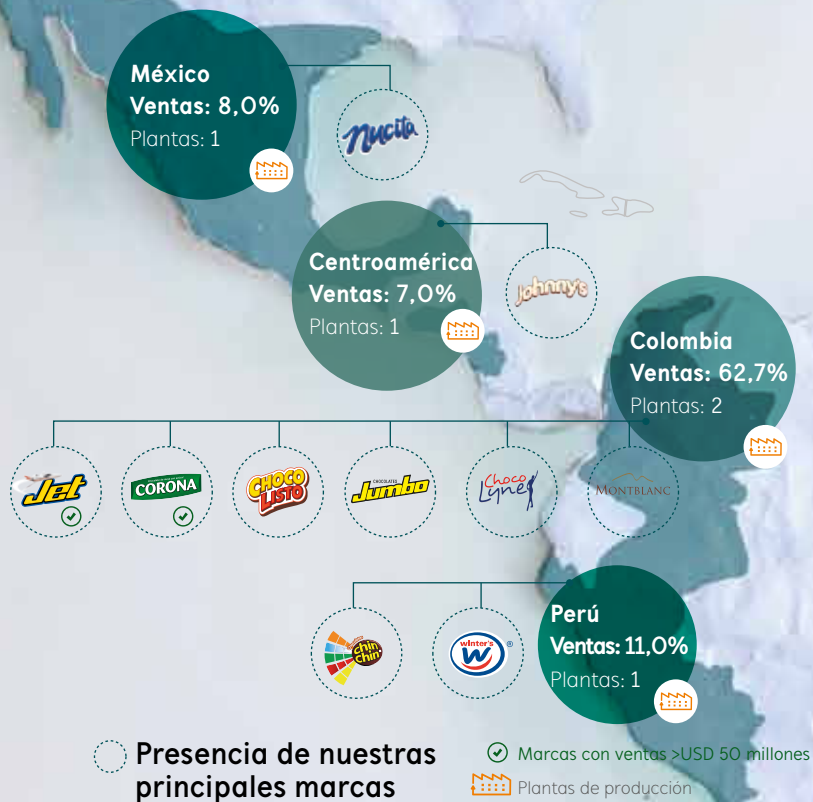 México
Ventas: 8,0%
Plantas: 1
Nucita
Centroamérica
Ventas: 7,0%
Plantas: 1
Johnny's
Colombia
Ventas: 62,7%
Plantas: 2
Jet
CORONA
CHOCO
LISTO
CHOCOLATES
Jumbo
Choco
Lyne
MONTBLANC
Perú
Ventas: 11,0%
Plantas: 1
chin
chin
winter's
W
®
Presencia de nuestras
principales marcas
Marcas con ventas >USD 50 millones
Plantas de producción